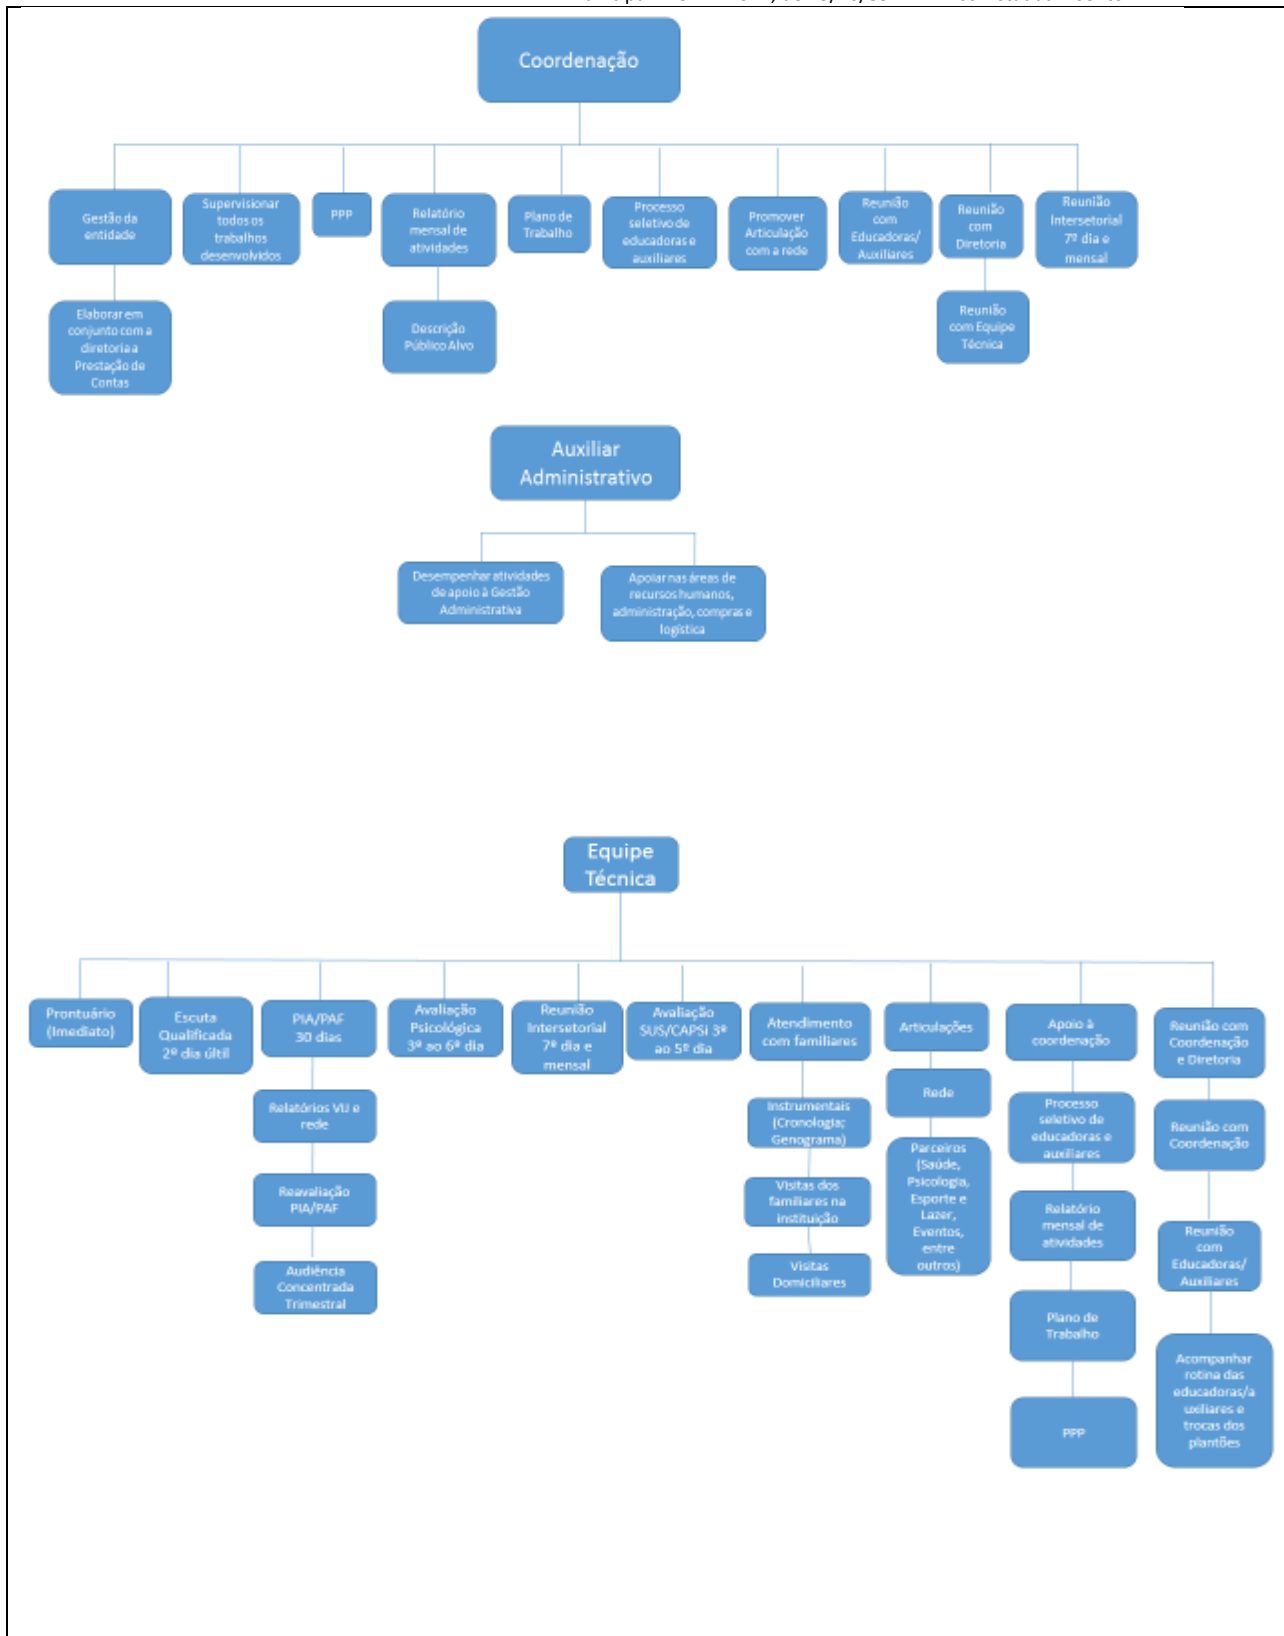 Coordenação
Gestão da
entidade
Supervisionar
todos os
trabalhos
desenvolvidos
PPP
Relatório
mensal de
atividades
Plano de
Trabalho
Processo
seletivo de
educadoras e
auxiliares
Promover
Articulação
com a rede
Reunião
com
Educadoras/
Auxiliares
Reunião
com
Diretoria
Reunião
Intersetorial
7º dia e
mensal
Elaborar em
conjunto com a
diretoria a
Prestação de
Contas
Descrição
Público Alvo
Reunião
com Equipe
Técnica
Auxiliar
Administrativo
Desempenhar atividades
de apoio à Gestão
Administrativa
Apoiar nas áreas de
recursos humanos,
administração, compras e
logística
Equipe
Técnica
Prontuário
(Imediato)
Escuta
Qualificada
2º dia últil
PIA/PAF
30 dias
Avaliação
Psicológica
3º ao 6º dia
Reunião
Intersetorial
7º dia e
mensal
Avaliação
SUS/CAPSi 3º
ao 5º dia
Atendimento
com familiares
Articulações
Apoio à
coordenação
Reunião com
Coordenação
e Diretoria
Relatórios VIJ e
rede
Reavaliação
PIA/PAF
Audiência
Concentrada
Trimestral
Instrumentais
(Cronologia;
Genograma)
Visitas dos
familiares na
instituição
Visitas
Domiciliares
Rede
Parceiros
(Saúde,
Psicologia,
Esporte e
Lazer,
Eventos,
entre
outros)
Processo
seletivo de
educadoras e
auxiliares
Relatório
mensal de
atividades
Plano de
Trabalho
PPP
Reunião com
Coordenação
Reunião
com
Educadoras/
Auxiliares
Acompanhar
rotina das
educadoras/a
uxiliares e
trocas dos
plantões